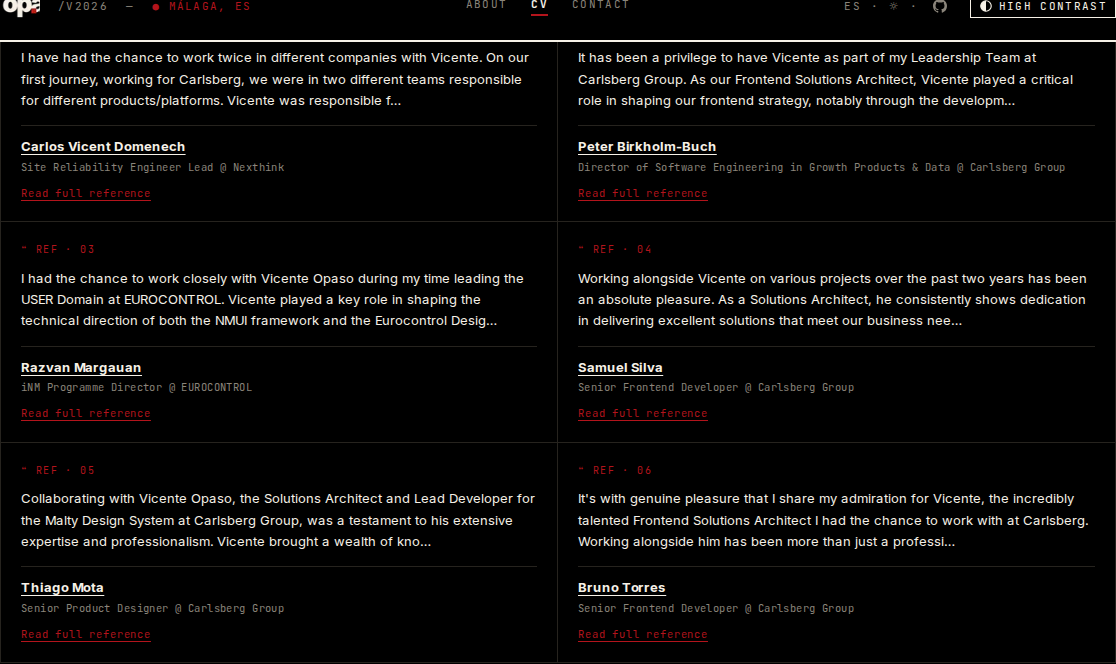 opa /V2026 — ● MÁLAGA, ES ABOUT CV CONTACT ES · ☼ · HIGH CONTRAST
I have had the chance to work twice in different companies with Vicente. On our
first journey, working for Carlsberg, we were in two different teams responsible
for different products/platforms. Vicente was responsible f...
Carlos Vicent Domenech
Site Reliability Engineer Lead @ Nexthink
Read full reference
It has been a privilege to have Vicente as part of my Leadership Team at
Carlsberg Group. As our Frontend Solutions Architect, Vicente played a critical
role in shaping our frontend strategy, notably through the developm...
Peter Birkholm-Buch
Director of Software Engineering in Growth Products & Data @ Carlsberg Group
Read full reference
“ REF · 03
I had the chance to work closely with Vicente Opaso during my time leading the
USER Domain at EUROCONTROL. Vicente played a key role in shaping the
technical direction of both the NMUI framework and the Eurocontrol Desig...
Razvan Margauan
iNM Programme Director @ EUROCONTROL
Read full reference
“ REF · 04
Working alongside Vicente on various projects over the past two years has been
an absolute pleasure. As a Solutions Architect, he consistently shows dedication
in delivering excellent solutions that meet our business nee...
Samuel Silva
Senior Frontend Developer @ Carlsberg Group
Read full reference
“ REF · 05
Collaborating with Vicente Opaso, the Solutions Architect and Lead Developer for
the Malty Design System at Carlsberg Group, was a testament to his extensive
expertise and professionalism. Vicente brought a wealth of kno...
Thiago Mota
Senior Product Designer @ Carlsberg Group
Read full reference
“ REF · 06
It's with genuine pleasure that I share my admiration for Vicente, the incredibly
talented Frontend Solutions Architect I had the chance to work with at Carlsberg.
Working alongside him has been more than just a professi...
Bruno Torres
Senior Frontend Developer @ Carlsberg Group
Read full reference